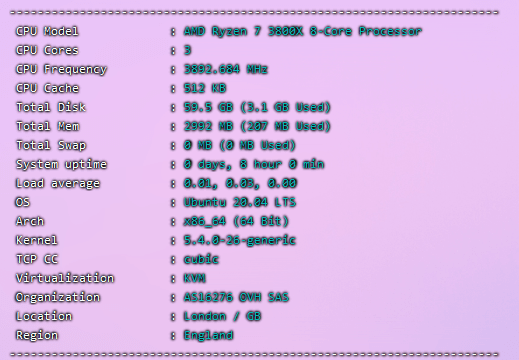 ----------------------------------------------------------------------
CPU Model : AMD Ryzen 7 3800X 8-Core Processor
CPU Cores : 3
CPU Frequency : 3892.684 MHz
CPU Cache : 512 KB
Total Disk : 59.5 GB (3.1 GB Used)
Total Mem : 2992 MB (207 MB Used)
Total Swap : 0 MB (0 MB Used)
System uptime : 0 days, 8 hour 0 min
Load average : 0.01, 0.03, 0.00
OS : Ubuntu 20.04 LTS
Arch : x86_64 (64 Bit)
Kernel : 5.4.0-26-generic
TCP CC : cubic
Virtualization : KVM
Organization : AS16276 OVH SAS
Location : London / GB
Region : England
----------------------------------------------------------------------